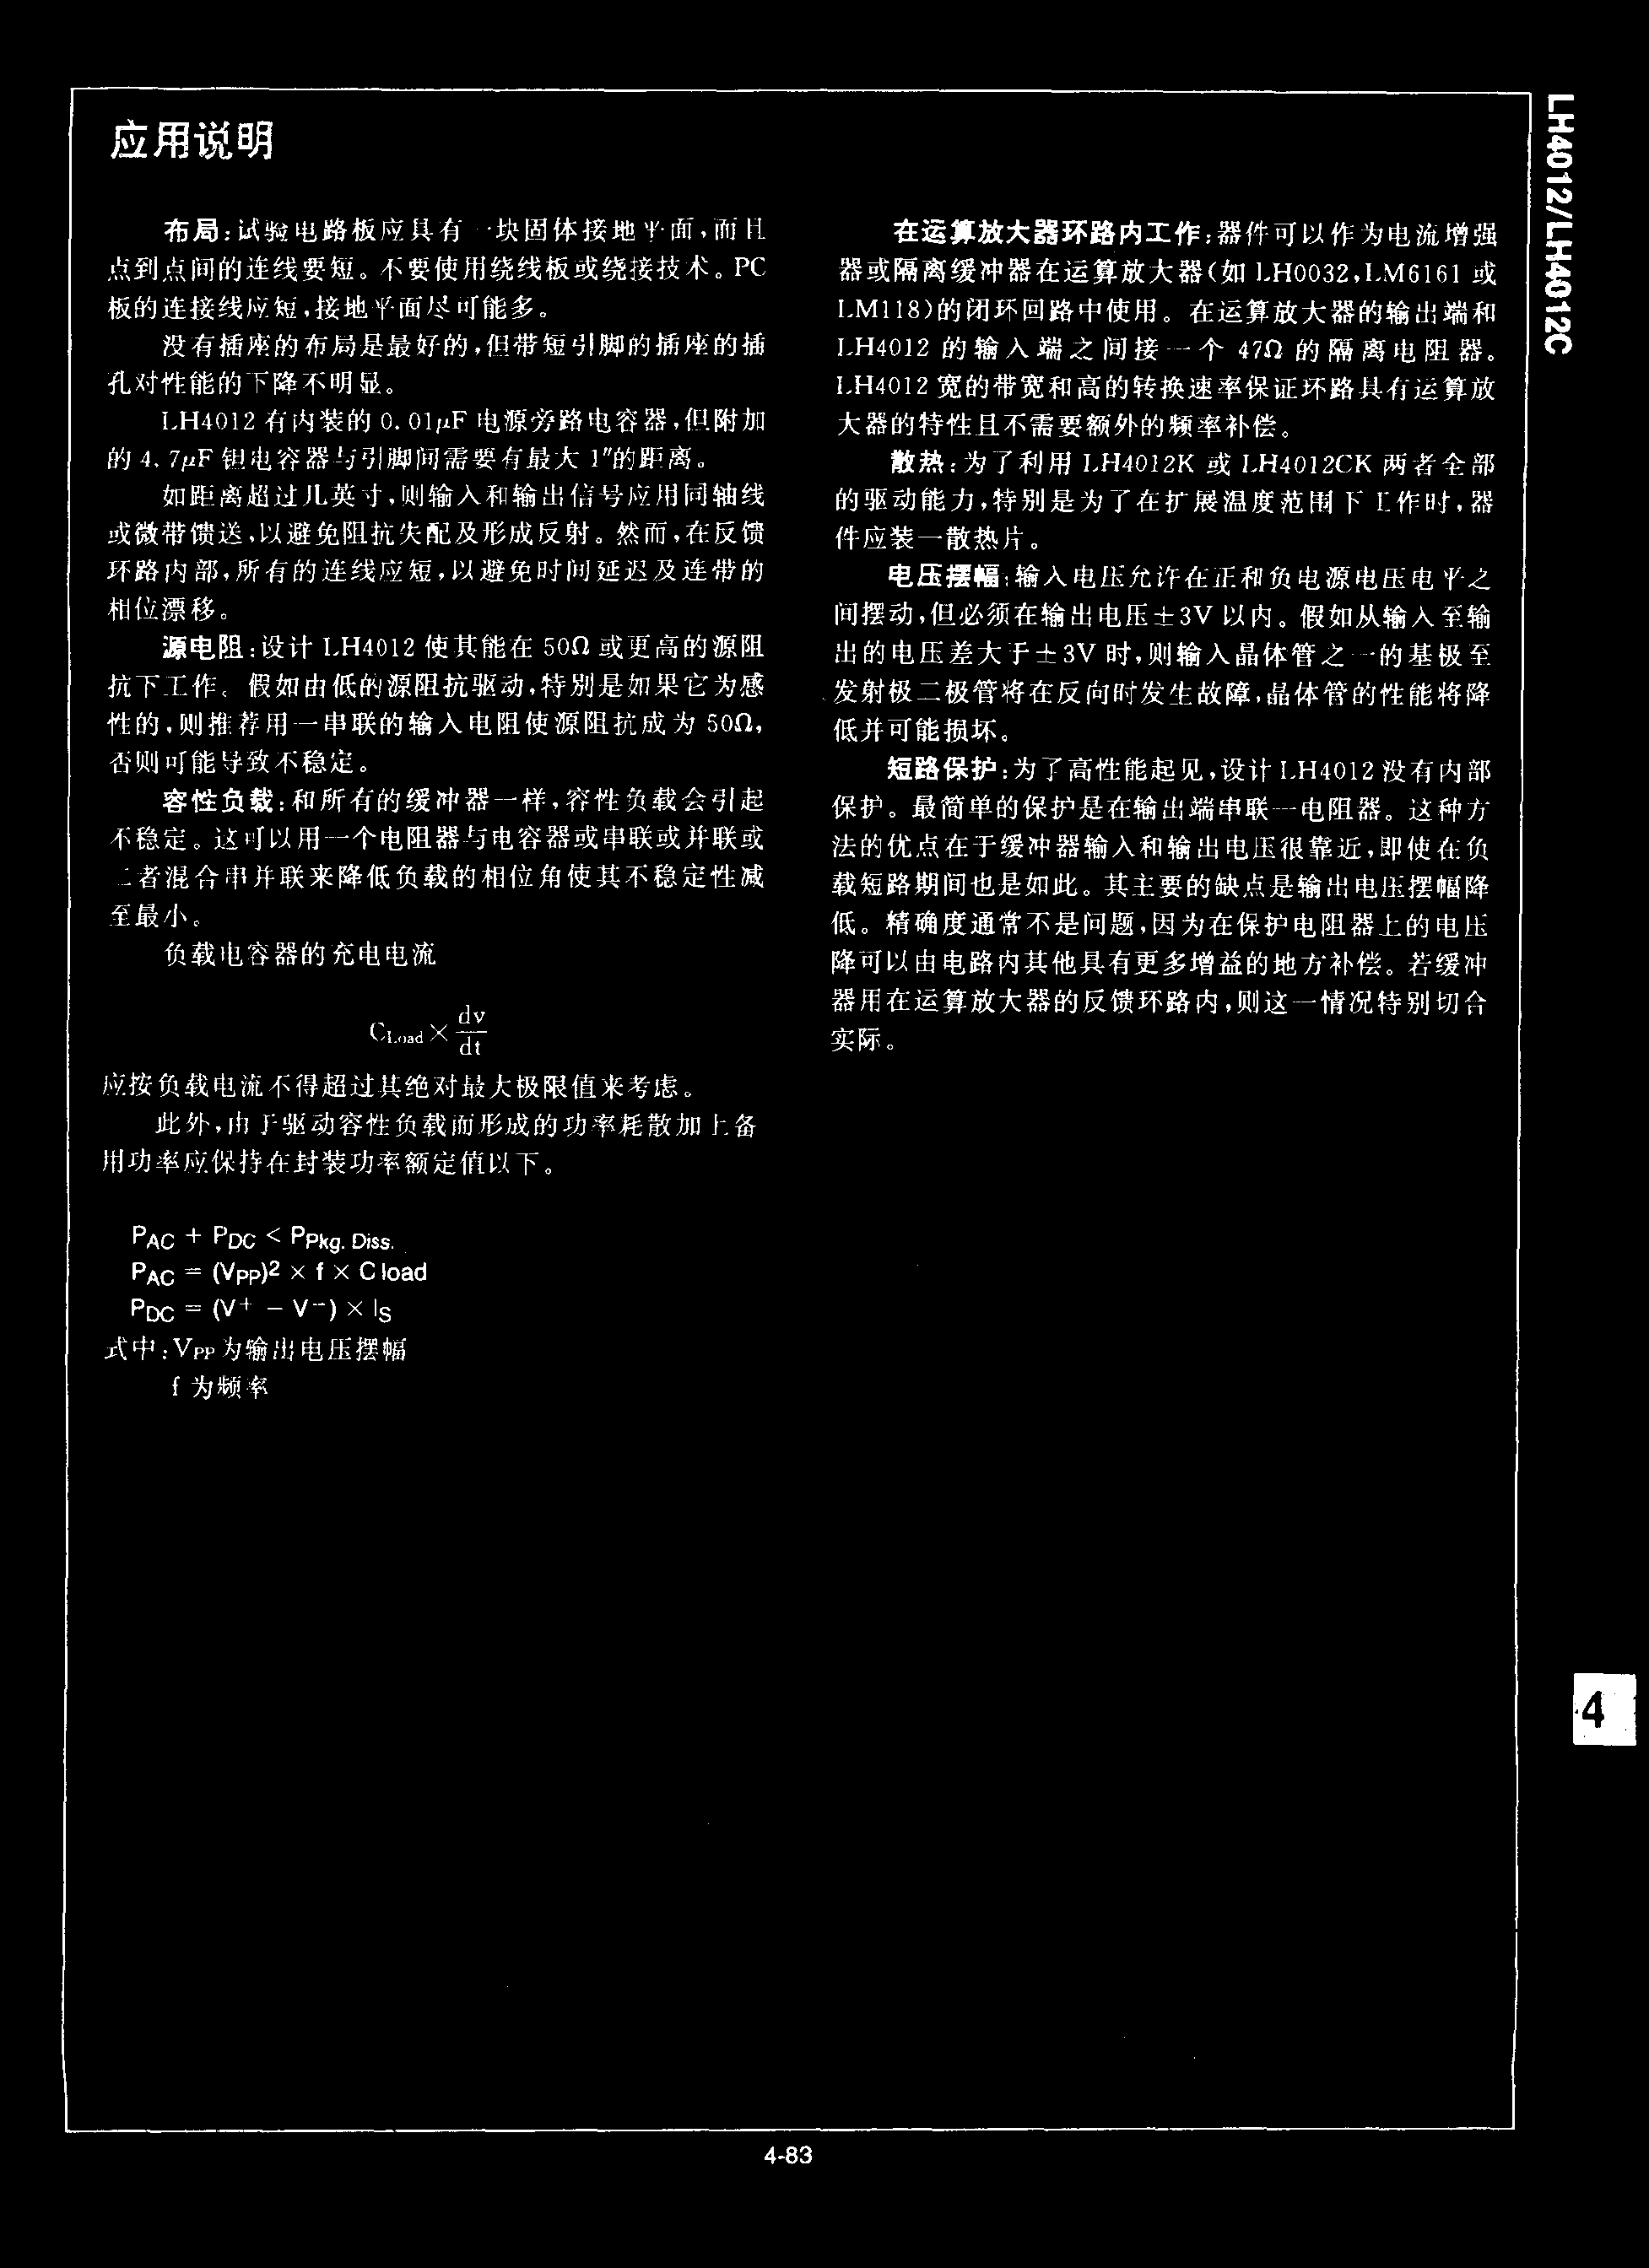 应用说明
布局:试验电路板应具有一块固体接地平面,而且
点到点间的连线要短。不要使用绕线板或绕接技术。PC
板的连接线应短,接地平面尽可能多。
没有插座的布局是最好的,但带短引脚的插座的插
孔对性能的下降不明显。
LH4012 有内装的 0.01μF 电源旁路电容器,但附加
的 4.7μF 钽电容器与引脚间需要有最大 1″的距离。
如距离超过几英寸,则输入和输出信号应用同轴线
或微带馈送,以避免阻抗失配及形成反射。然而,在反馈
环路内部,所有的连线应短,以避免时间延迟及连带的
相位漂移。
源电阻:设计 LH4012 使其能在 50Ω 或更高的源阻
抗下工作。假如由低的源阻抗驱动,特别是如果它为感
性的,则推荐用一串联的输入电阻使源阻抗成为 50Ω,
否则可能导致不稳定。
容性负载:和所有的缓冲器一样,容性负载会引起
不稳定。这可以用一个电阻器与电容器或串联或并联或
二者混合串并联来降低负载的相位角使其不稳定性减
至最小。
负载电容器的充电电流
C_Load × dv/dt
应按负载电流不得超过其绝对最大极限值来考虑。
此外,由于驱动容性负载而形成的功率耗散加上备
用功率应保持在封装功率额定值以下。
P_AC + P_DC < P_Pkg. Diss.
P_AC = (V_PP)² × f × C load
P_DC = (V⁺ − V⁻) × I_S
式中:V_PP 为输出电压摆幅
f 为频率
在运算放大器环路内工作:器件可以作为电流增强
器或隔离缓冲器在运算放大器(如 LH0032,LM6161 或
LM118)的闭环回路中使用。在运算放大器的输出端和
LH4012 的输入端之间接一个 47Ω 的隔离电阻器。
LH4012 宽的带宽和高的转换速率保证环路具有运算放
大器的特性且不需要额外的频率补偿。
散热:为了利用 LH4012K 或 LH4012CK 两者全部
的驱动能力,特别是为了在扩展温度范围下工作时,器
件应装一散热片。
电压摆幅:输入电压允许在正和负电源电压电平之
间摆动,但必须在输出电压±3V 以内。假如从输入至输
出的电压差大于±3V 时,则输入晶体管之一的基极至
发射极二极管将在反向时发生故障,晶体管的性能将降
低并可能损坏。
短路保护:为了高性能起见,设计 LH4012 没有内部
保护。最简单的保护是在输出端串联一电阻器。这种方
法的优点在于缓冲器输入和输出电压很靠近,即使在负
载短路期间也是如此。其主要的缺点是输出电压摆幅降
低。精确度通常不是问题,因为在保护电阻器上的电压
降可以由电路内其他具有更多增益的地方补偿。若缓冲
器用在运算放大器的反馈环路内,则这一情况特别切合
实际。
LH4012/LH4012C
4
4-83